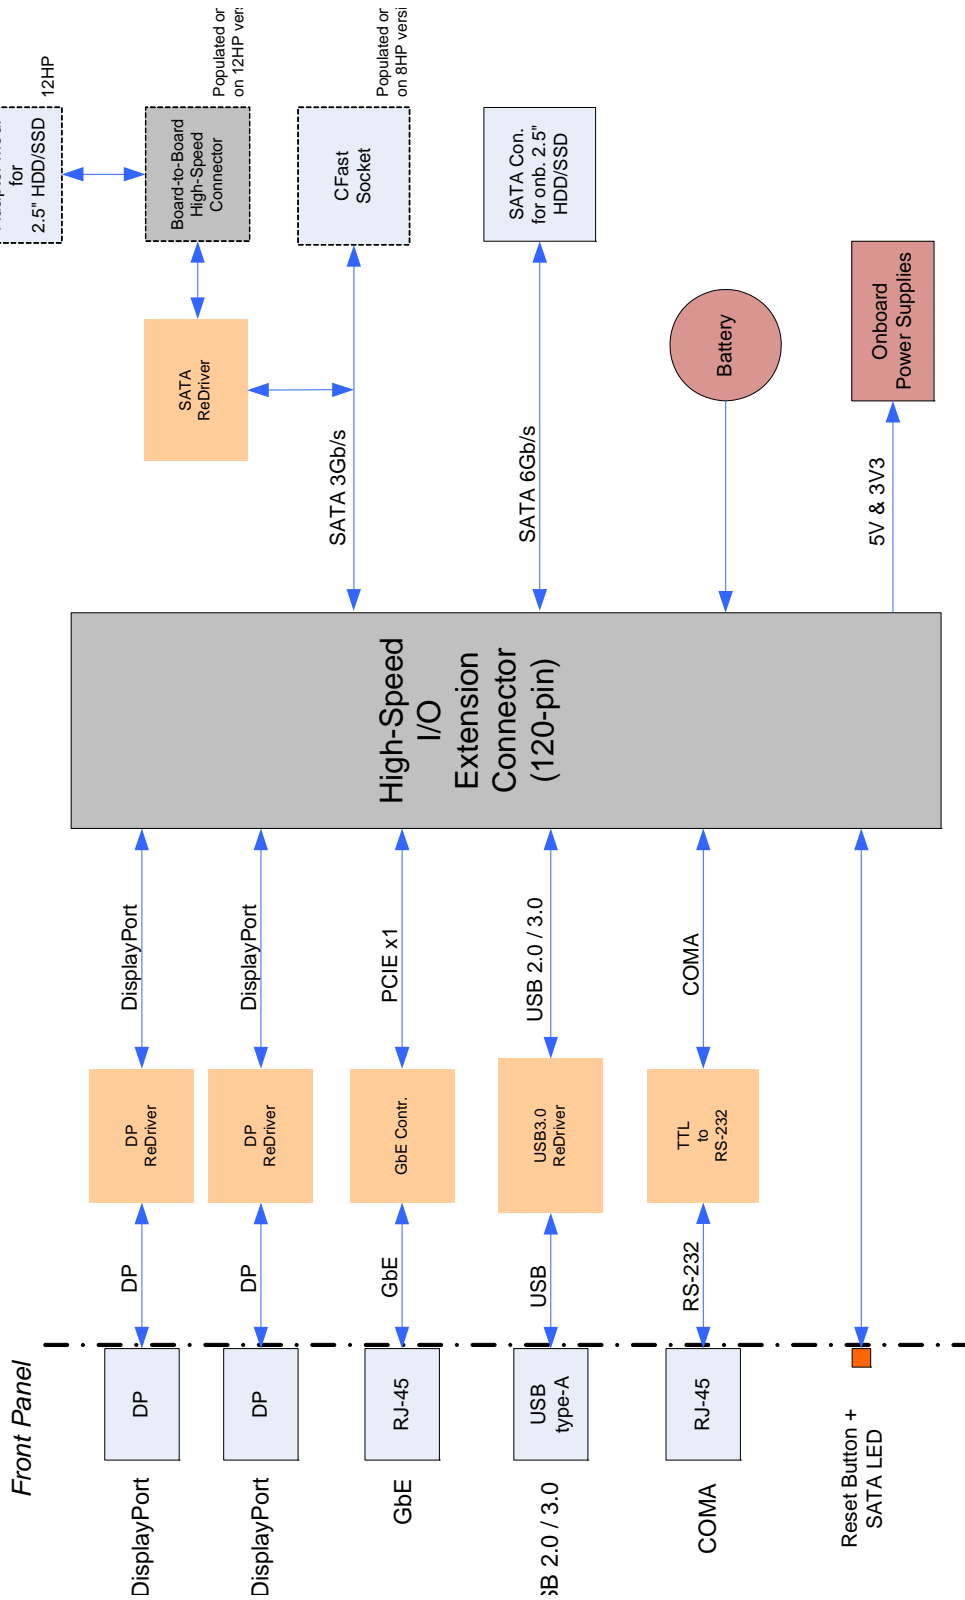 12HP
for
2.5" HDD/SSD
Populated or
on 12HP
Board-to-Board
High-Speed
Connector
Populated or
on 8HP
CFast
Socket
SATA Con.
for onb. 2.5"
HDD/SSD
SATA
ReDriver
Battery
Onboard
Power Supplies
SATA 3Gb/s
SATA 6Gb/s
5V & 3V3
High-Speed
I/O
Extension
Connector
(120-pin)
DisplayPort
DisplayPort
PCIE x1
USB 2.0 / 3.0
COMA
DP
ReDriver
DP
ReDriver
GbE Contr.
USB3.0
ReDriver
TTL
to
RS-232
DP
DP
GbE
USB
RS-232
Front Panel
DP
DP
RJ-45
USB
type-A
RJ-45
DisplayPort
DisplayPort
GbE
2.0 / 3.0
COMA
Reset Button +
SATA LED